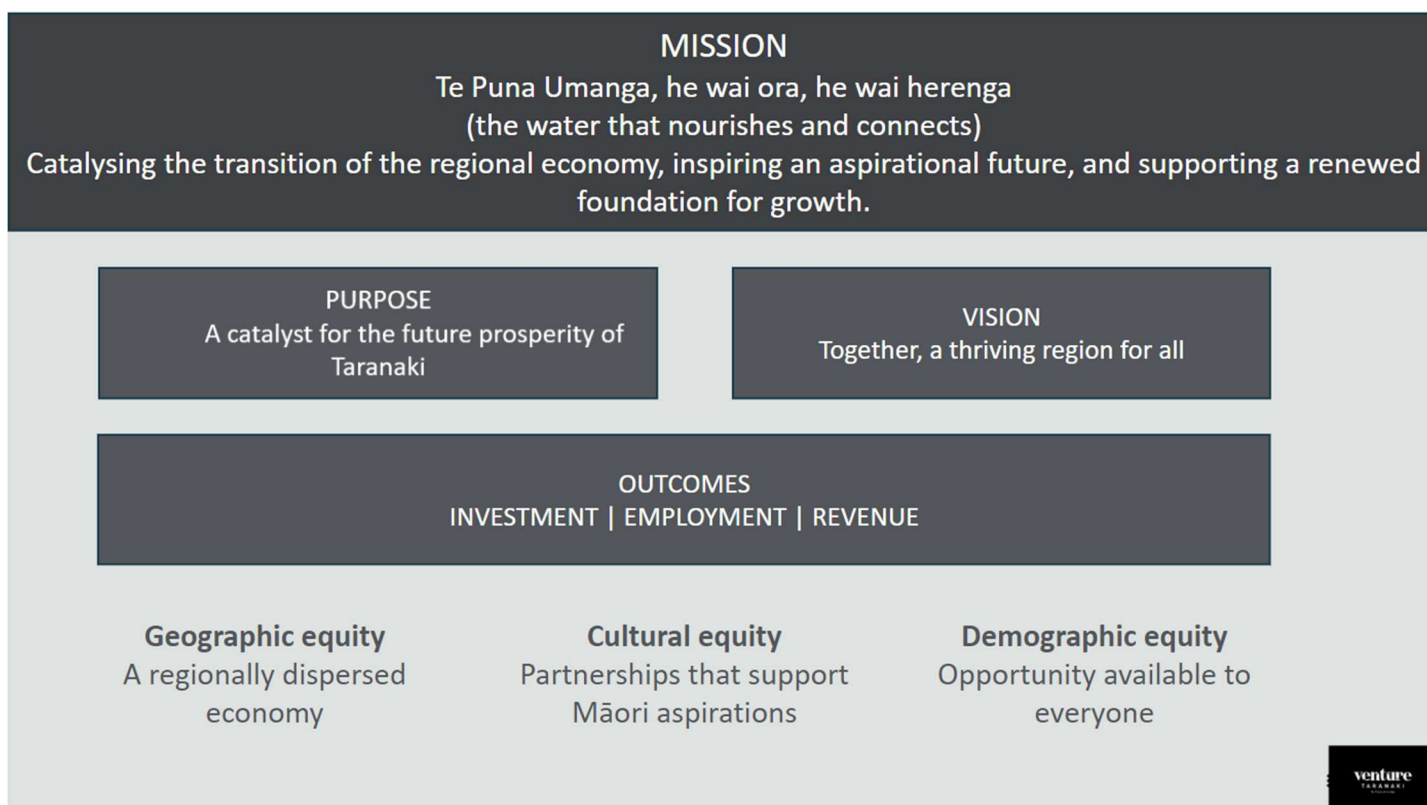 MISSION
Te Puna Umanga, he wai ora, he wai herenga
(the water that nourishes and connects)
Catalysing the transition of the regional economy, inspiring an aspirational future, and supporting a renewed
foundation for growth.
PURPOSE
A catalyst for the future prosperity of
Taranaki
VISION
Together, a thriving region for all
OUTCOMES
INVESTMENT | EMPLOYMENT | REVENUE
Geographic equity
A regionally dispersed
economy
Cultural equity
Partnerships that support
Māori aspirations
Demographic equity
Opportunity available to
everyone
venture
TARANAKI